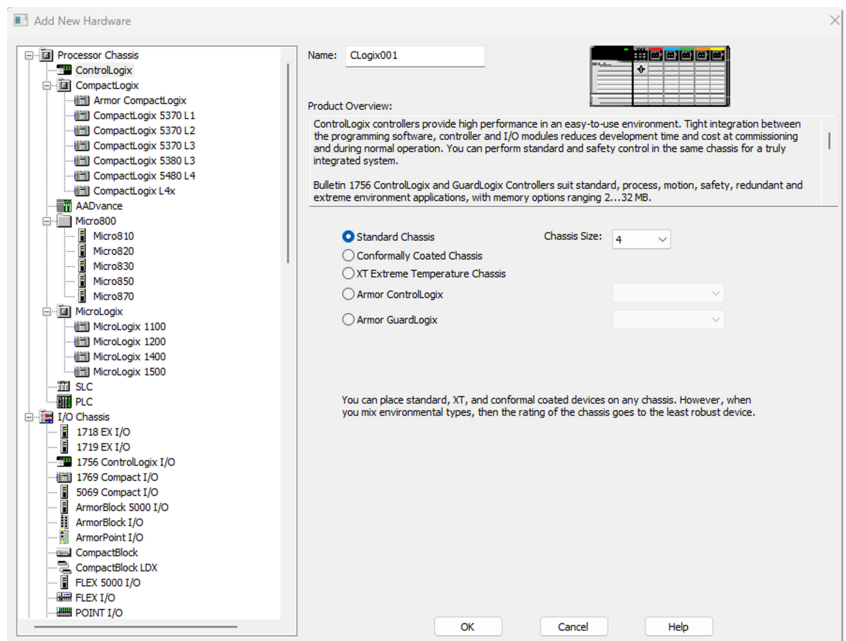 Add New Hardware
Processor Chassis
ControlLogix
CompactLogix
Armor CompactLogix
CompactLogix 5370 L1
CompactLogix 5370 L2
CompactLogix 5370 L3
CompactLogix 5380 L3
CompactLogix 5480 L4
CompactLogix L4x
AADvance
Micro800
Micro810
Micro820
Micro830
Micro850
Micro870
MicroLogix
MicroLogix 1100
MicroLogix 1200
MicroLogix 1400
MicroLogix 1500
SLC
PLC
I/O Chassis
1718 EX I/O
1719 EX I/O
1756 ControlLogix I/O
1769 Compact I/O
5069 Compact I/O
ArmorBlock 5000 I/O
ArmorBlock I/O
ArmorPoint I/O
CompactBlock
CompactBlock LDX
FLEX 5000 I/O
FLEX I/O
POINT I/O
Name: CLogix001
Product Overview:
ControlLogix controllers provide high performance in an easy-to-use environment. Tight integration between
the programming software, controller and I/O modules reduces development time and cost at commissioning
and during normal operation. You can perform standard and safety control in the same chassis for a truly
integrated system.
Bulletin 1756 ControlLogix and GuardLogix Controllers suit standard, process, motion, safety, redundant and
extreme environment applications, with memory options ranging 2...32 MB.
Standard Chassis Chassis Size: 4
Conformally Coated Chassis
XT Extreme Temperature Chassis
Armor ControlLogix
Armor GuardLogix
You can place standard, XT, and conformal coated devices on any chassis. However, when
you mix environmental types, then the rating of the chassis goes to the least robust device.
OK Cancel Help